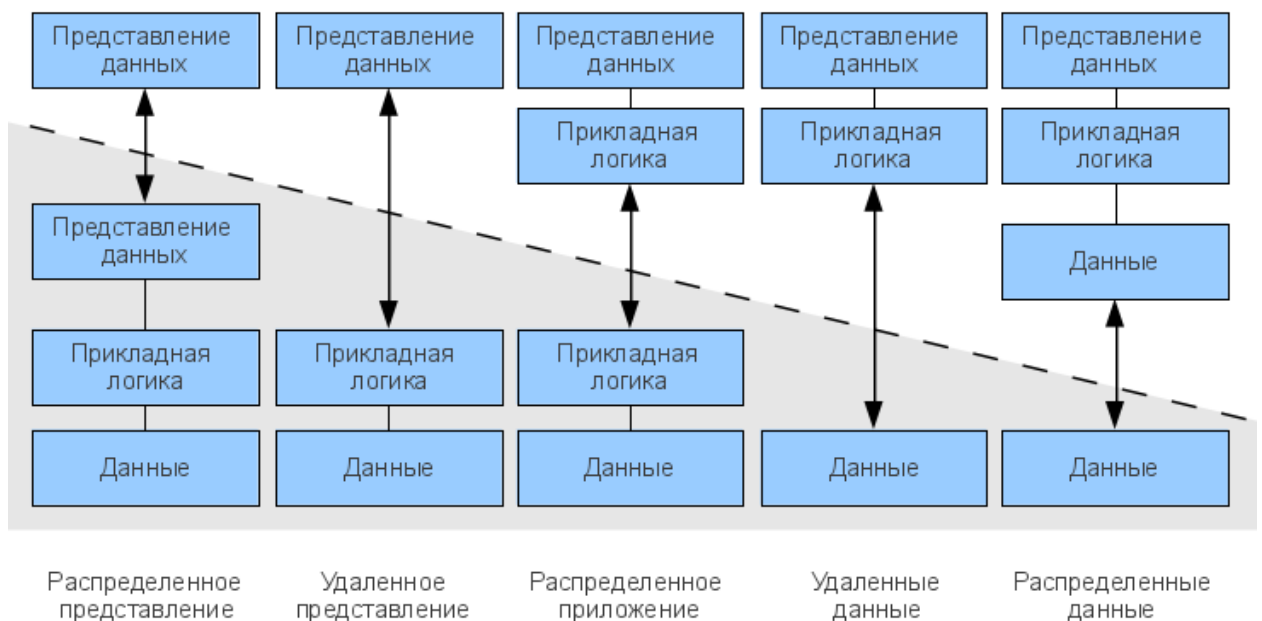 Представление
данных
Представление
данных
Представление
данных
Представление
данных
Представление
данных
Прикладная
логика
Прикладная
логика
Прикладная
логика
Представление
данных
Данные
Прикладная
логика
Прикладная
логика
Прикладная
логика
Данные
Данные
Данные
Данные
Данные
Распределенное
представление
Удаленное
представление
Распределенное
приложение
Удаленные
данные
Распределенные
данные